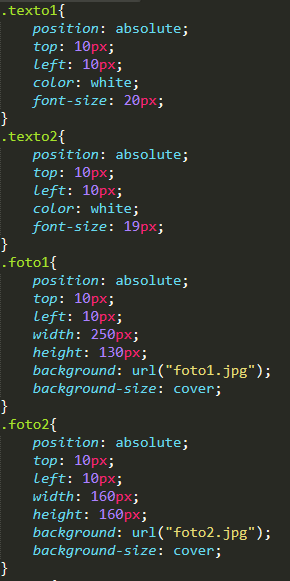 .texto1{
    position: absolute;
    top: 10px;
    left: 10px;
    color: white;
    font-size: 20px;
}
.texto2{
    position: absolute;
    top: 10px;
    left: 10px;
    color: white;
    font-size: 19px;
}
.foto1{
    position: absolute;
    top: 10px;
    left: 10px;
    width: 250px;
    height: 130px;
    background: url("foto1.jpg");
    background-size: cover;
}
.foto2{
    position: absolute;
    top: 10px;
    left: 10px;
    width: 160px;
    height: 160px;
    background: url("foto2.jpg");
    background-size: cover;
}